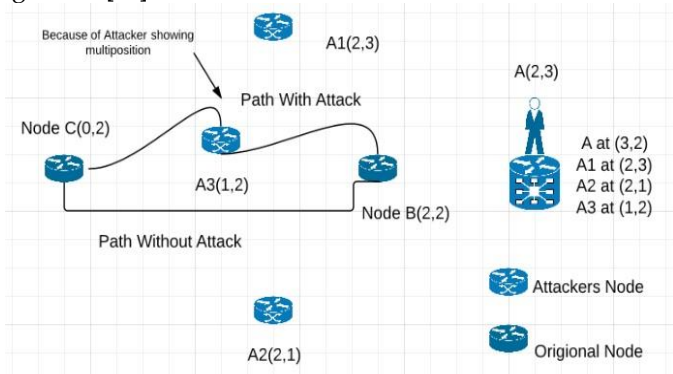 Because of Attacker showing
multiposition
A1(2,3)
A(2,3)
Path With Attack
Node C(0,2)
A at (3,2)
A1 at (2,3)
A2 at (2,1)
A3 at (1,2)
A3(1,2)
Node B(2,2)
Path Without Attack
Attackers Node
A2(2,1)
Origional Node